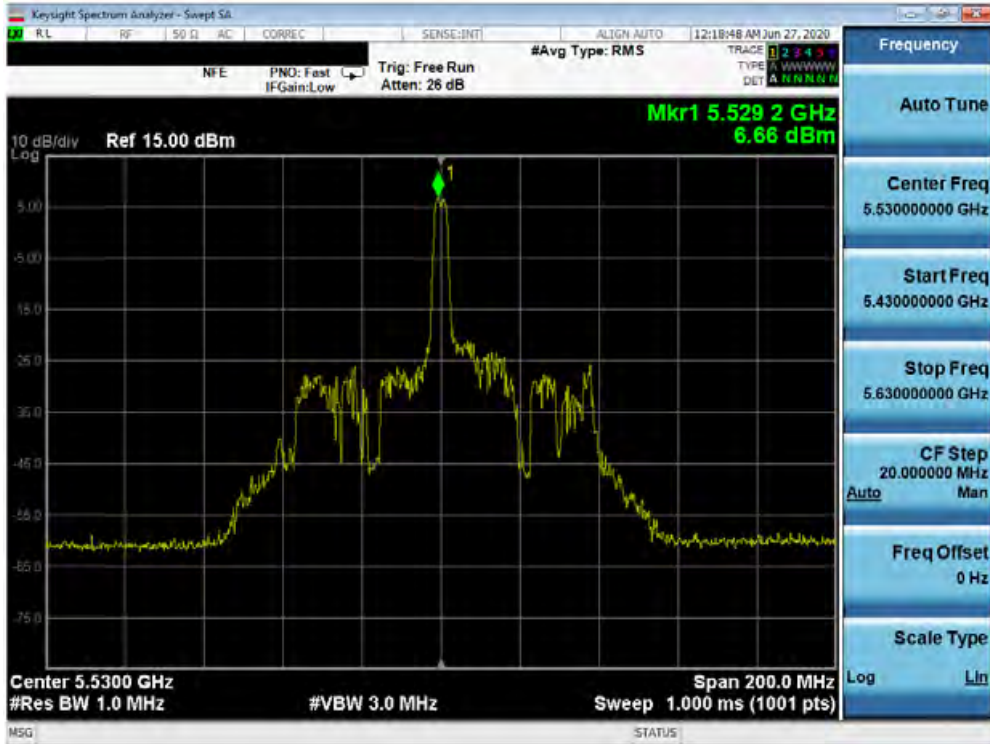 Keysight Spectrum Analyzer - Swept SA
RL RF 50 Ω AC CORREC SENSE:INT ALIGN AUTO 12:18:48 AM Jun 27, 2020
#Avg Type: RMS TRACE 1 2 3 4 5 6
NFE PNO: Fast Trig: Free Run TYPE A WWWWW
IFGain:Low Atten: 26 dB DET A N N N N N
Mkr1 5.529 2 GHz
6.66 dBm
10 dB/div Ref 15.00 dBm
Log
1
5.00
-5.00
-15.0
-25.0
-35.0
-45.0
-55.0
-65.0
-75.0
Center 5.5300 GHz Span 200.0 MHz
#Res BW 1.0 MHz #VBW 3.0 MHz Sweep 1.000 ms (1001 pts)
MSG STATUS
Frequency
Auto Tune
Center Freq
5.530000000 GHz
Start Freq
5.430000000 GHz
Stop Freq
5.630000000 GHz
CF Step
20.000000 MHz
Auto Man
Freq Offset
0 Hz
Scale Type
Log Lin